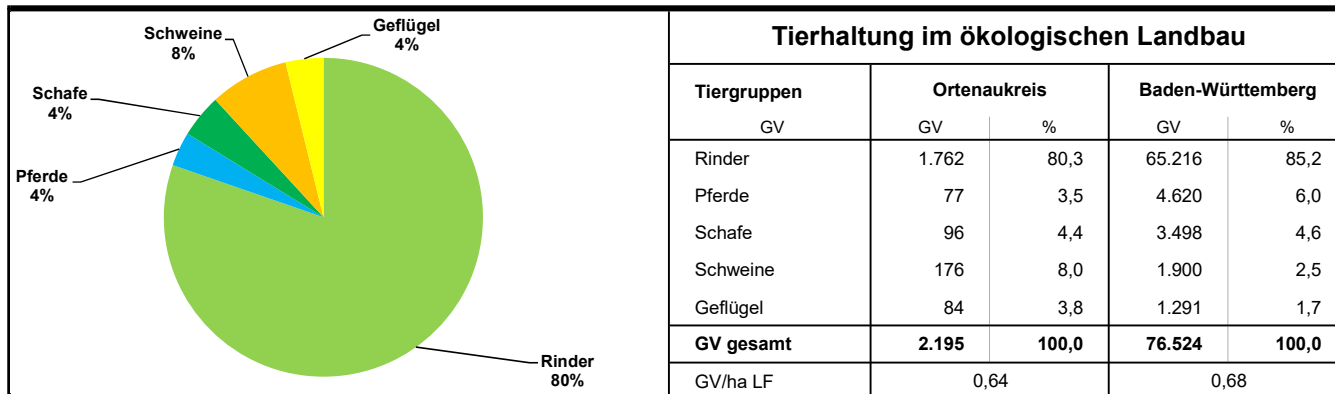 Geflügel
4%
Schweine
8%
Schafe
4%
Pferde
4%
Rinder
80%
Tierhaltung im ökologischen Landbau
Tiergruppen Ortenaukreis Baden-Württemberg
GV GV % GV %
Rinder 1.762 80,3 65.216 85,2
Pferde 77 3,5 4.620 6,0
Schafe 96 4,4 3.498 4,6
Schweine 176 8,0 1.900 2,5
Geflügel 84 3,8 1.291 1,7
GV gesamt 2.195 100,0 76.524 100,0
GV/ha LF 0,64 0,68